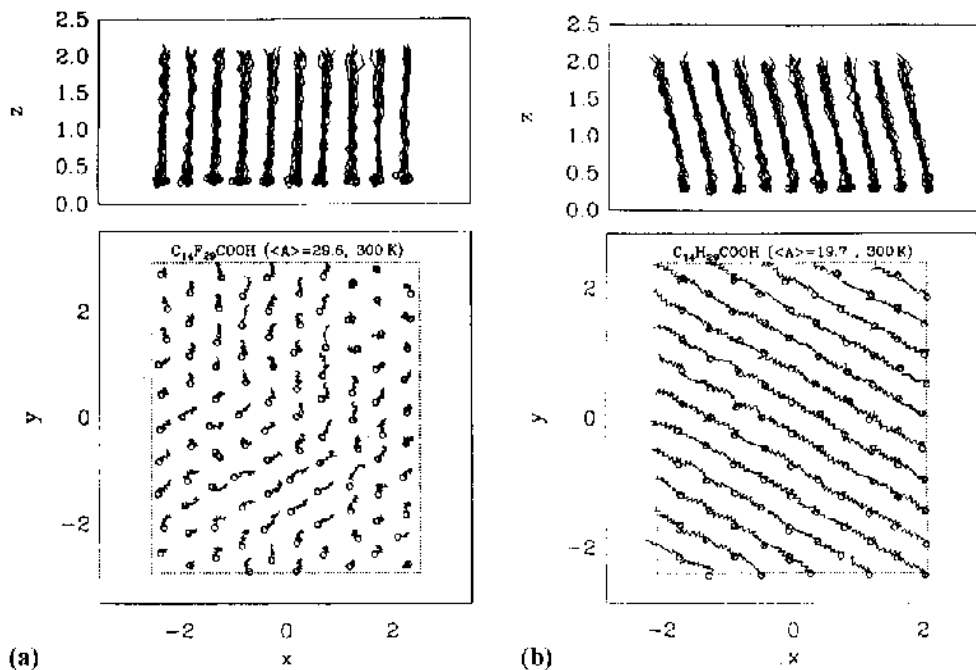 2.5
2.0
1.5
1.0
0.5
0.0
z
C₁₄F₂₉COOH (<A>=29.6, 300 K)
2
0
-2
y
-2 0 2
x
(a)
2.5
2.0
1.5
1.0
0.5
0.0
z
C₁₄H₂₉COOH (<A>=19.7 , 300 K)
2
0
-2
y
-2 0 2
x
(b)